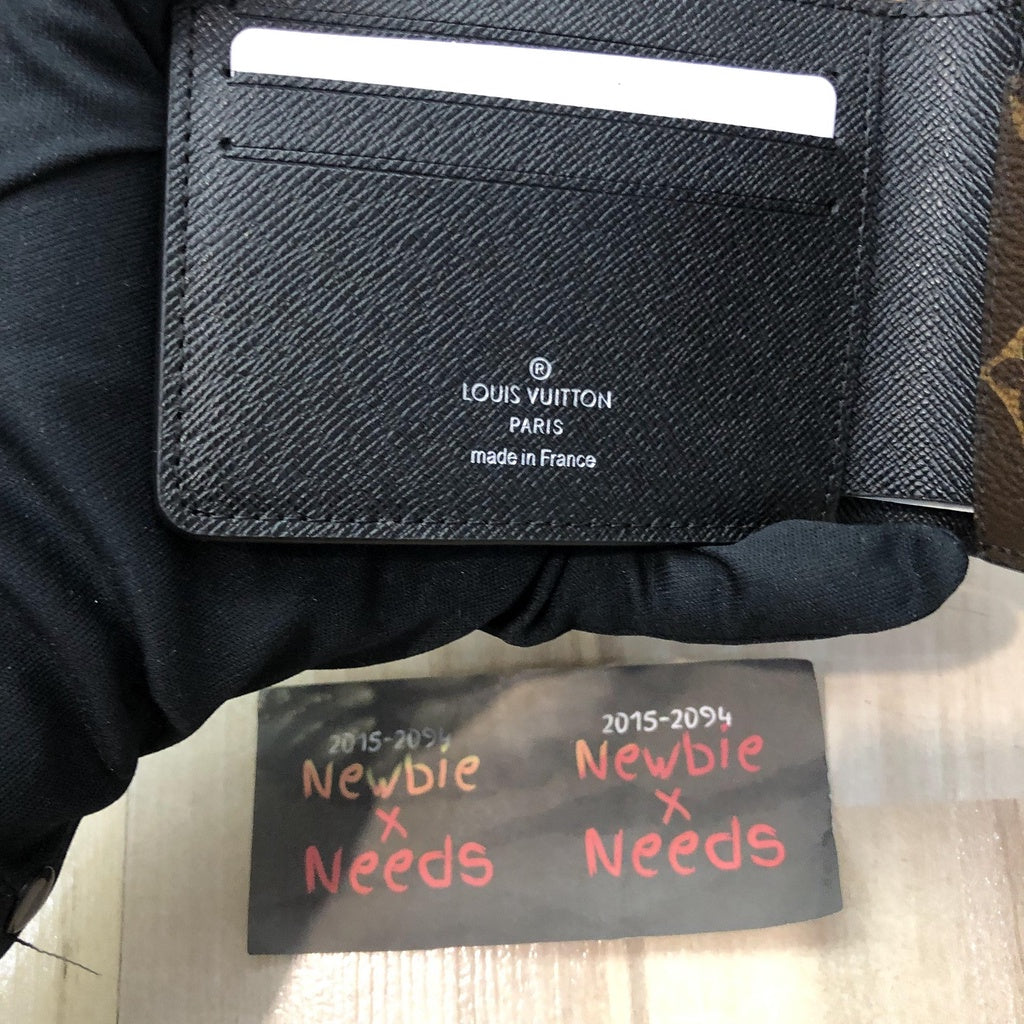 ®
LOUIS VUITTON
PARIS
made in France
2015-2094
Newbie
x
Needs
2015-2094
Newbie
x
Needs